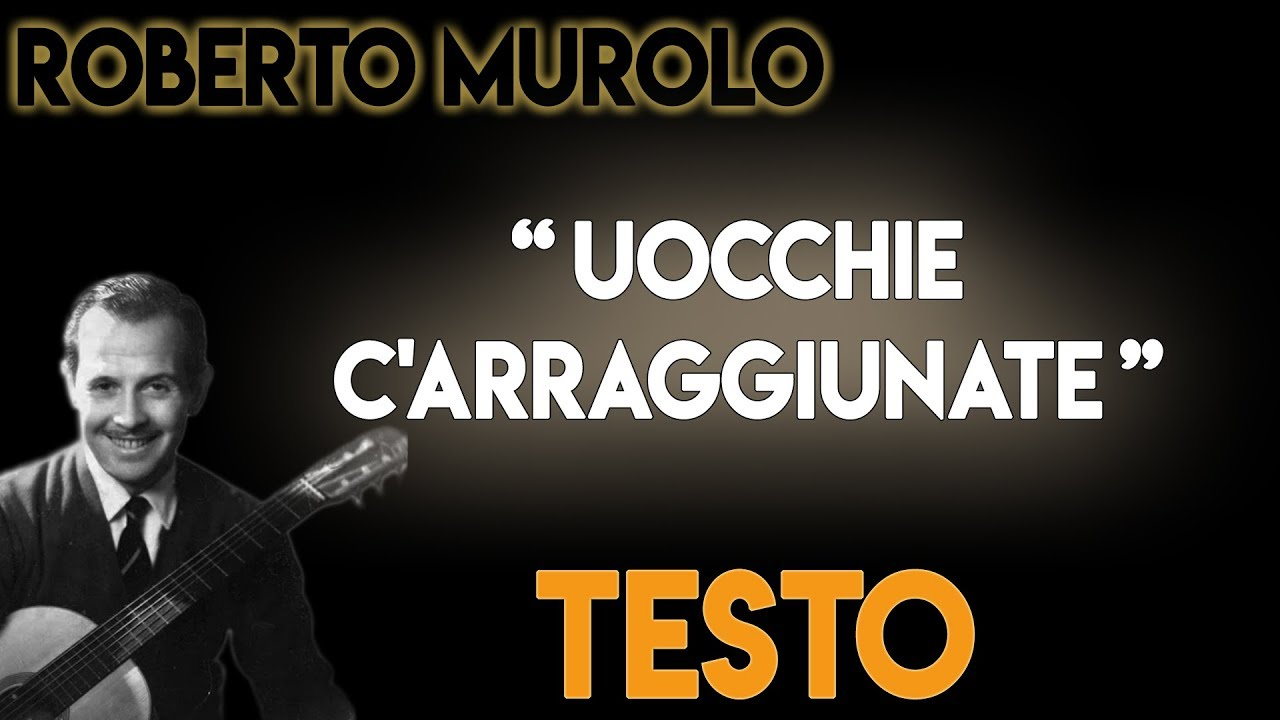 ROBERTO MUROLO
“ UOCCHIE
C'ARRAGGIUNATE ”
TESTO